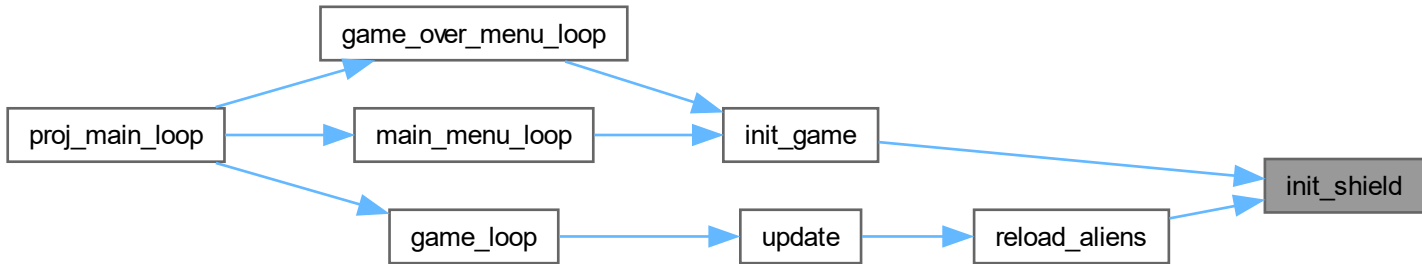 game_over_menu_loop
proj_main_loop
main_menu_loop
init_game
init_shield
game_loop
update
reload_aliens